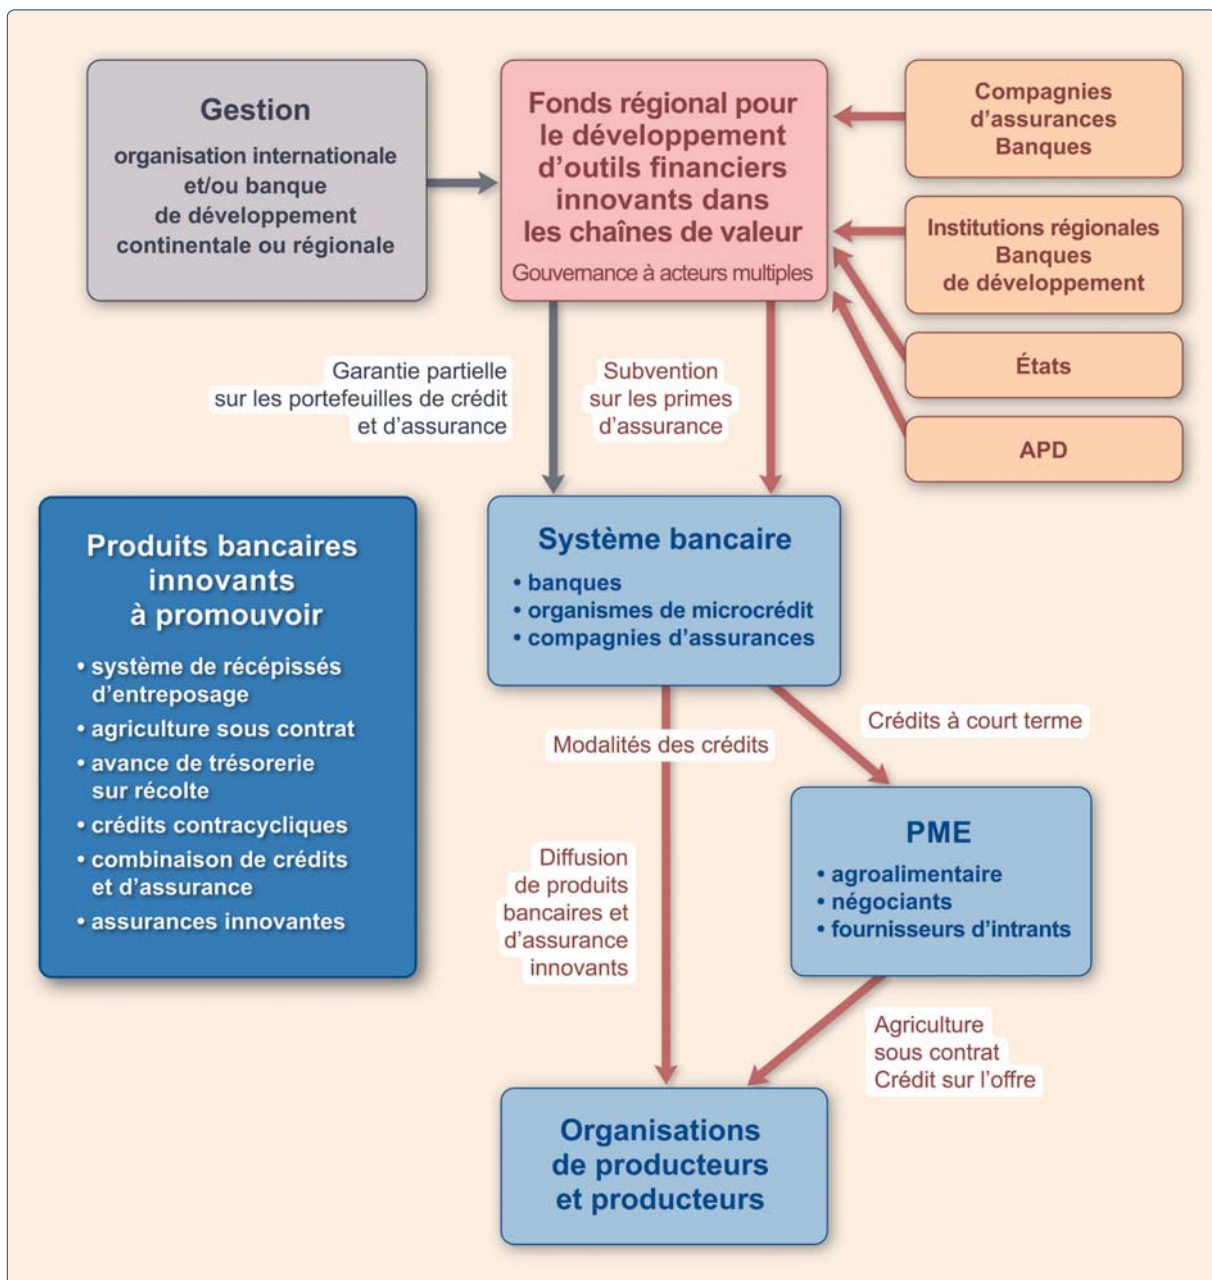 Gestion
organisation internationale
et/ou banque
de développement
continentale ou régionale
Fonds régional pour
le développement
d'outils financiers
innovants dans
les chaînes de valeur
Gouvernance à acteurs multiples
Compagnies
d'assurances
Banques
Institutions régionales
Banques
de développement
États
APD
Garantie partielle
sur les portefeuilles de crédit
et d'assurance
Subvention
sur les primes
d'assurance
Produits bancaires
innovants
à promouvoir
• système de récépissés
d'entreposage
• agriculture sous contrat
• avance de trésorerie
sur récolte
• crédits contracycliques
• combinaison de crédits
et d'assurance
• assurances innovantes
Système bancaire
• banques
• organismes de microcrédit
• compagnies d'assurances
Modalités des crédits
Crédits à court terme
Diffusion
de produits
bancaires et
d'assurance
innovants
PME
• agroalimentaire
• négociants
• fournisseurs d'intrants
Agriculture
sous contrat
Crédit sur l'offre
Organisations
de producteurs
et producteurs